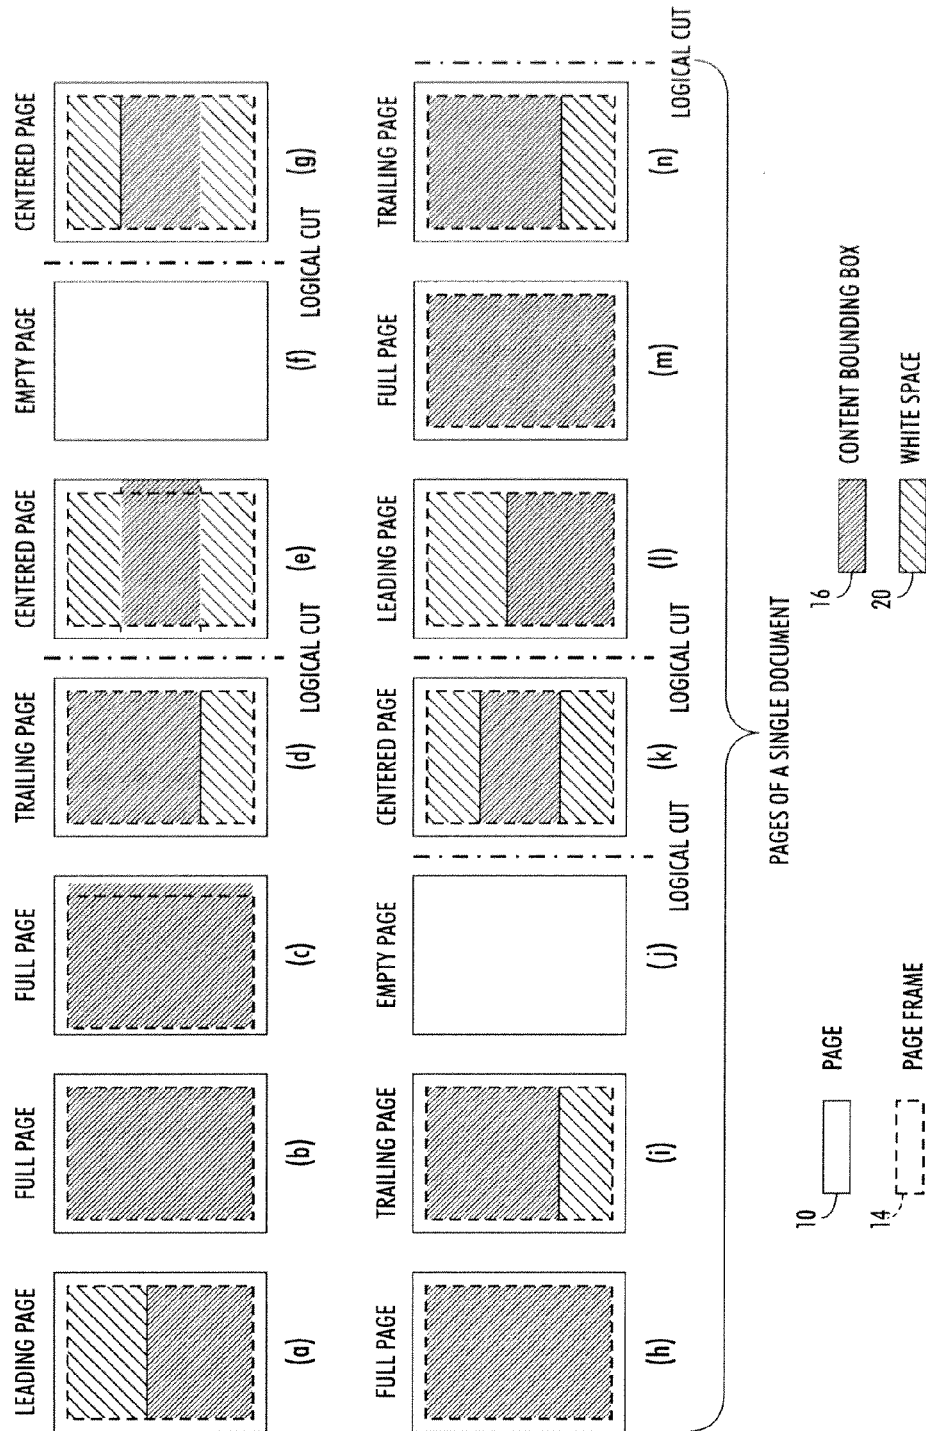 LEADING PAGE
FULL PAGE
FULL PAGE
TRAILING PAGE
CENTERED PAGE
EMPTY PAGE
CENTERED PAGE
(a)
(b)
(c)
(d)
LOGICAL CUT
(e)
(f)
LOGICAL CUT
(g)
FULL PAGE
TRAILING PAGE
EMPTY PAGE
CENTERED PAGE
LEADING PAGE
FULL PAGE
TRAILING PAGE
(h)
(i)
(j)
LOGICAL CUT
(k)
LOGICAL CUT
(l)
(m)
(n)
LOGICAL CUT
PAGES OF A SINGLE DOCUMENT
10 PAGE
16 CONTENT BOUNDING BOX
14 PAGE FRAME
20 WHITE SPACE